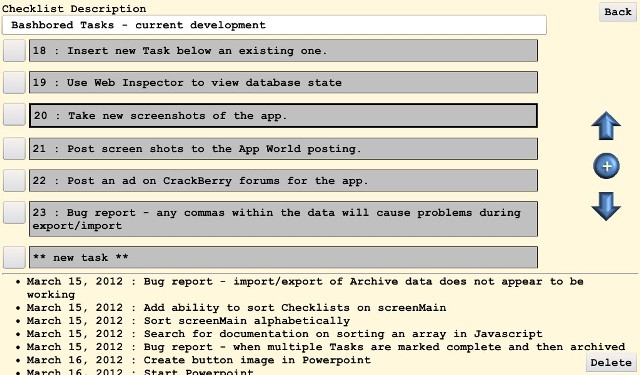 Checklist Description
Back
Bashbored Tasks - current development
18 : Insert new Task below an existing one.
19 : Use Web Inspector to view database state
20 : Take new screenshots of the app.
21 : Post screen shots to the App World posting.
22 : Post an ad on CrackBerry forums for the app.
23 : Bug report - any commas within the data will cause problems during
export/import
** new task **
• March 15, 2012 : Bug report - import/export of Archive data does not appear to be
working
• March 15, 2012 : Add ability to sort Checklists on screenMain
• March 15, 2012 : Sort screenMain alphabetically
• March 15, 2012 : Search for documentation on sorting an array in Javascript
• March 15, 2012 : Bug report - when multiple Tasks are marked complete and then archived
• March 16, 2012 : Create button image in Powerpoint
• March 16, 2012 : Start Powerpoint
Delete